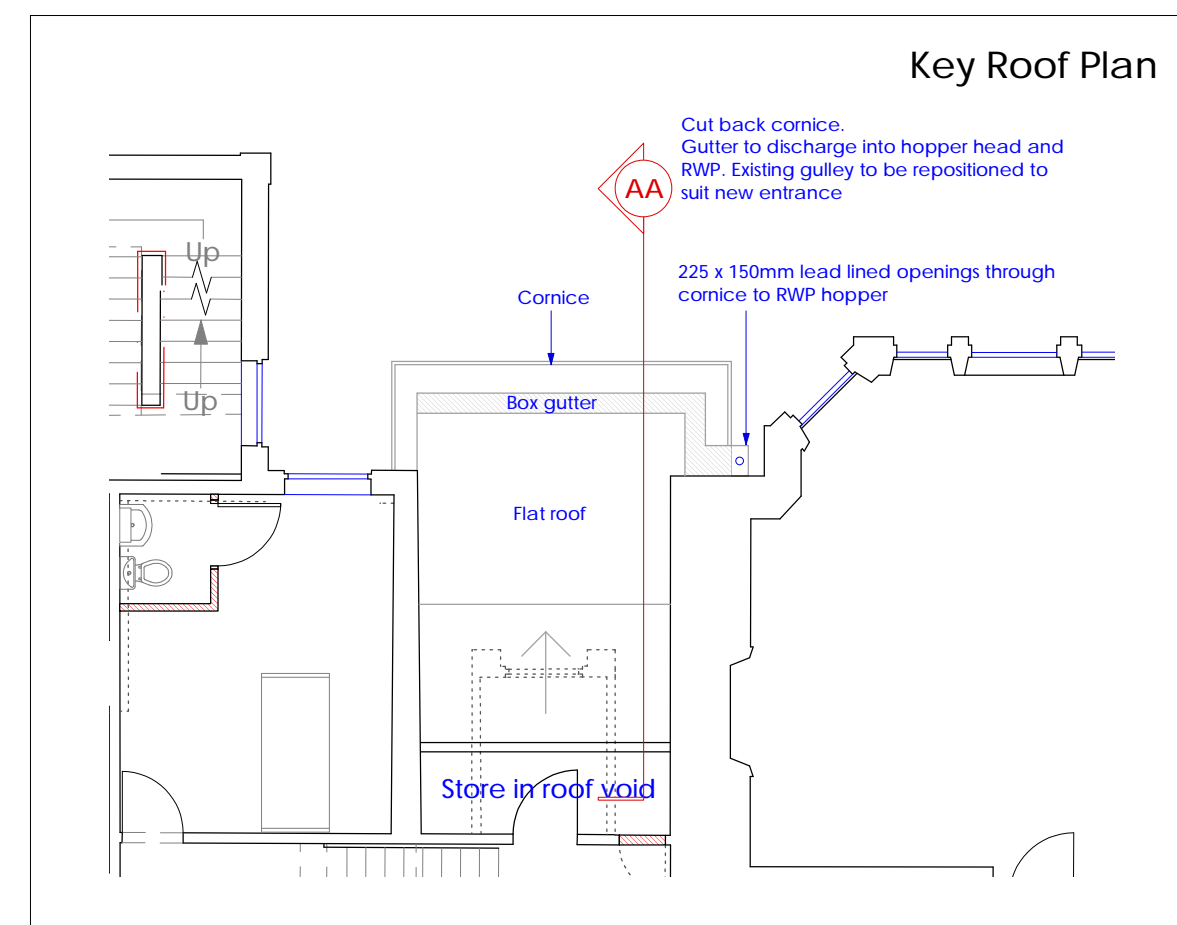 Key Roof Plan
Cut back cornice.
Gutter to discharge into hopper head and
RWP. Existing gulley to be repositioned to
suit new entrance
AA
Up
225 x 150mm lead lined openings through
cornice to RWP hopper
Cornice
Up
Box gutter
Flat roof
Store in roof void